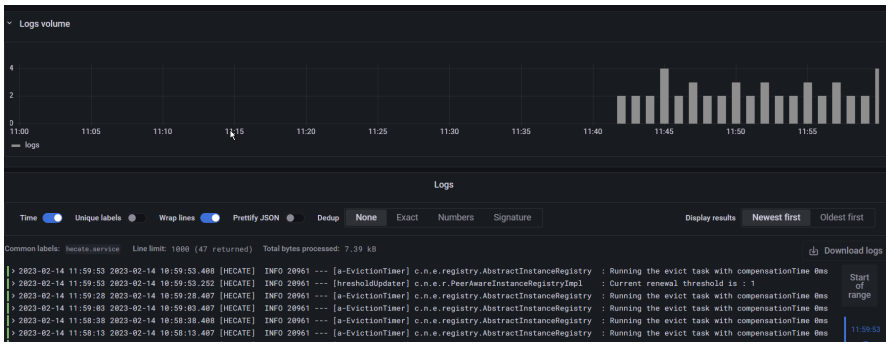 Logs volume
4
2
0
11:00 11:05 11:10 11:15 11:20 11:25 11:30 11:35 11:40 11:45 11:50 11:55
logs
Logs
Time Unique labels Wrap lines Prettify JSON Dedup None Exact Numbers Signature Display results Newest first Oldest first
Common labels: hecate.service Line limit: 1000 (47 returned) Total bytes processed: 7.39 kB Download logs
> 2023-02-14 11:59:53 2023-02-14 10:59:53.408 [HECATE] INFO 20961 --- [a-EvictionTimer] c.n.e.registry.AbstractInstanceRegistry : Running the evict task with compensationTime 0ms
> 2023-02-14 11:59:53 2023-02-14 10:59:53.252 [HECATE] INFO 20961 --- [hresholdUpdater] c.n.e.r.PeerAwareInstanceRegistryImpl : Current renewal threshold is : 1
> 2023-02-14 11:59:28 2023-02-14 10:59:28.407 [HECATE] INFO 20961 --- [a-EvictionTimer] c.n.e.registry.AbstractInstanceRegistry : Running the evict task with compensationTime 0ms
> 2023-02-14 11:59:03 2023-02-14 10:59:03.407 [HECATE] INFO 20961 --- [a-EvictionTimer] c.n.e.registry.AbstractInstanceRegistry : Running the evict task with compensationTime 0ms
> 2023-02-14 11:58:38 2023-02-14 10:58:38.408 [HECATE] INFO 20961 --- [a-EvictionTimer] c.n.e.registry.AbstractInstanceRegistry : Running the evict task with compensationTime 0ms
> 2023-02-14 11:58:13 2023-02-14 10:58:13.407 [HECATE] INFO 20961 --- [a-EvictionTimer] c.n.e.registry.AbstractInstanceRegistry : Running the evict task with compensationTime 0ms
Start
of
range
11:59:53